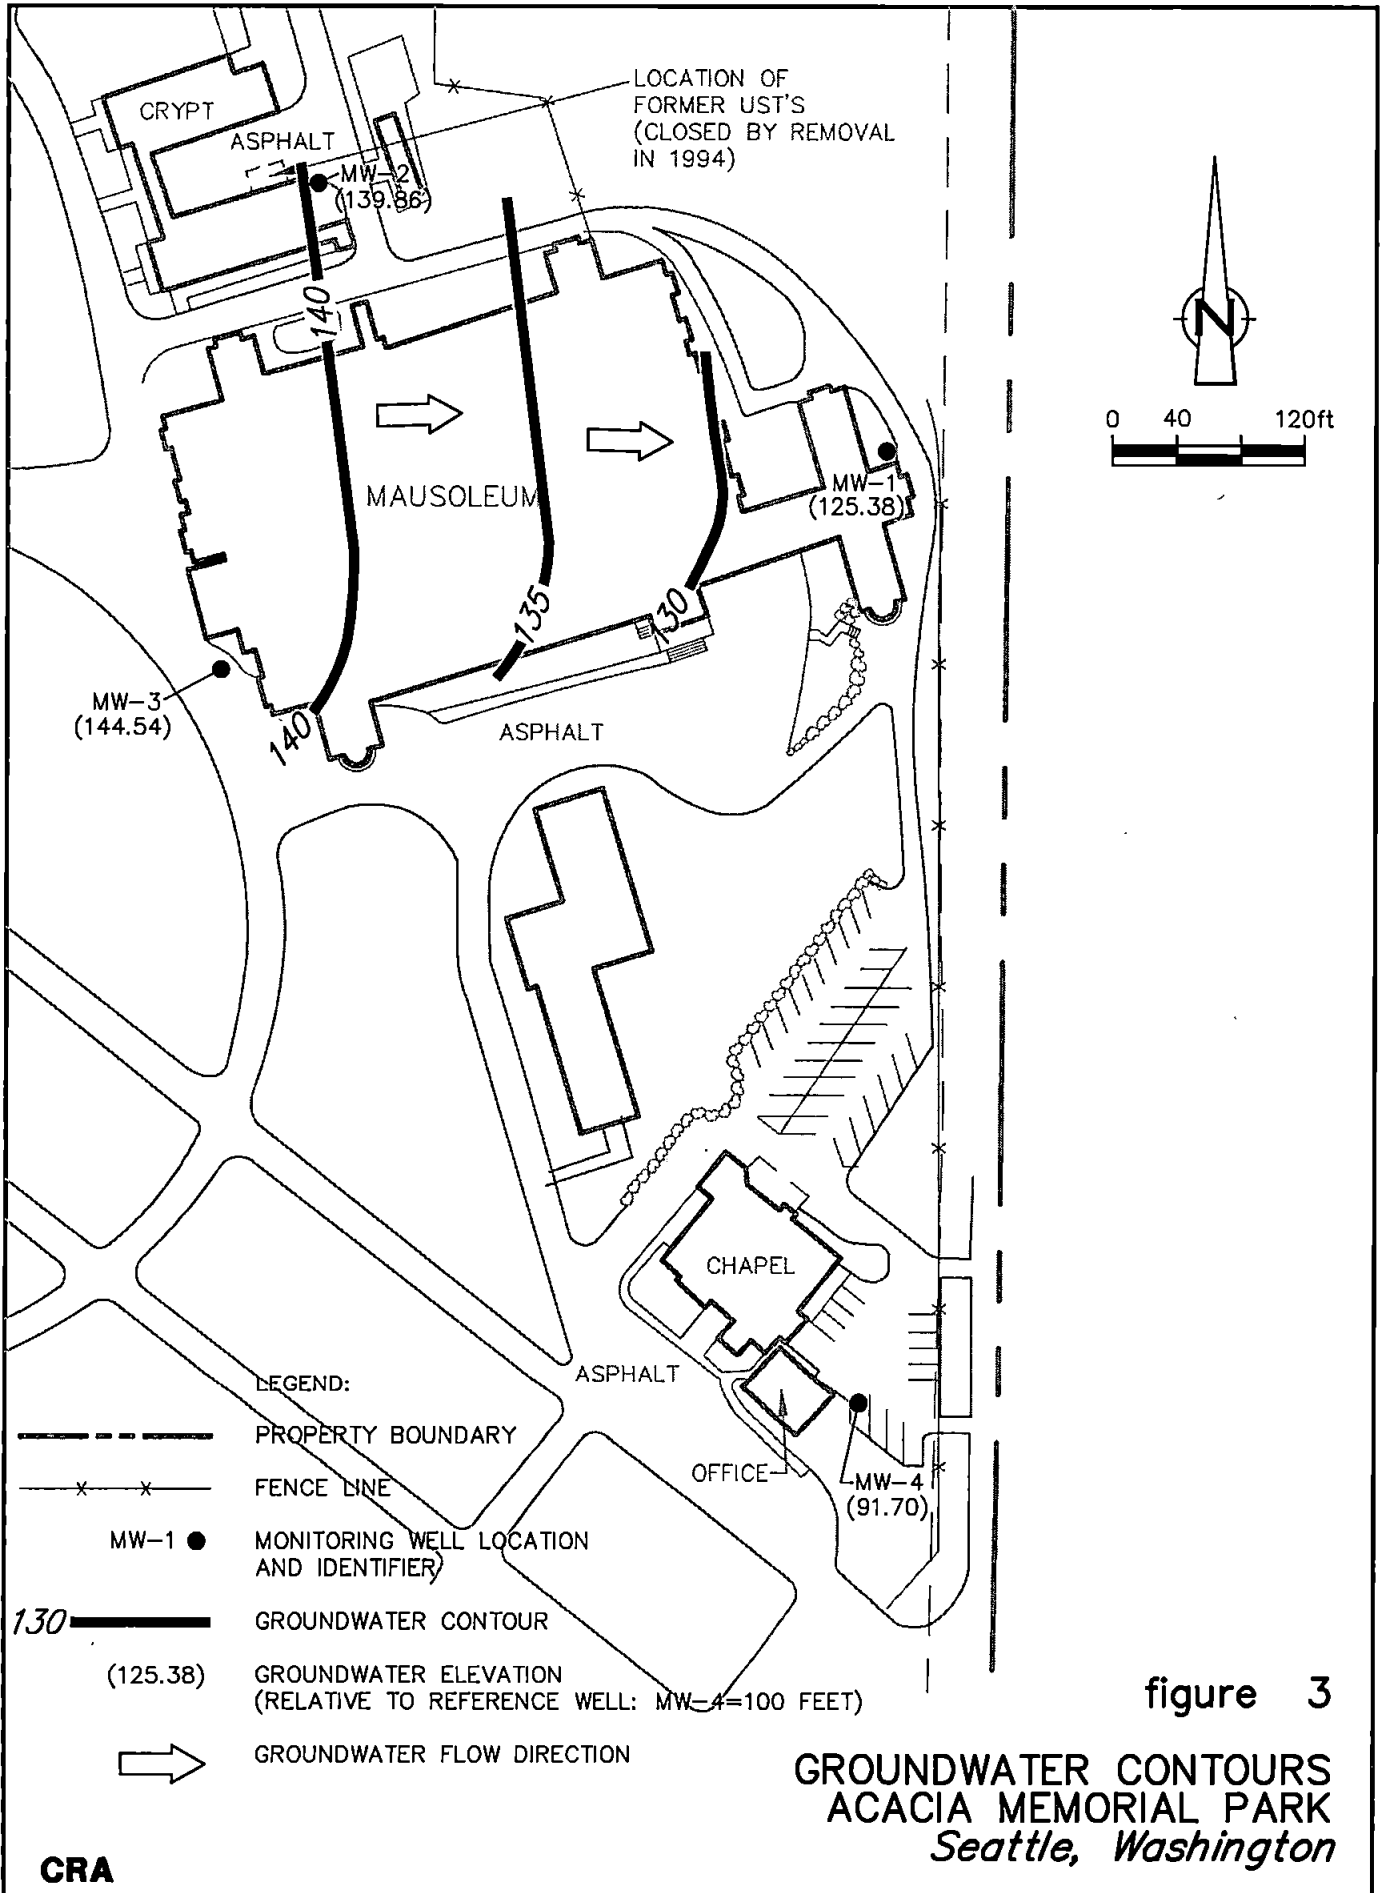 LOCATION OF
FORMER UST'S
(CLOSED BY REMOVAL
IN 1994)
CRYPT
ASPHALT
MW-2
(139.86)
140
N
0 40 120ft
MAUSOLEUM
MW-1
(125.38)
135
130
MW-3
(144.54)
140
ASPHALT
CHAPEL
ASPHALT
OFFICE
MW-4
(91.70)
LEGEND:
PROPERTY BOUNDARY
FENCE LINE
MW-1 MONITORING WELL LOCATION
AND IDENTIFIER
130 GROUNDWATER CONTOUR
(125.38) GROUNDWATER ELEVATION
(RELATIVE TO REFERENCE WELL: MW-4=100 FEET)
GROUNDWATER FLOW DIRECTION
figure 3
GROUNDWATER CONTOURS
ACACIA MEMORIAL PARK
Seattle, Washington
CRA